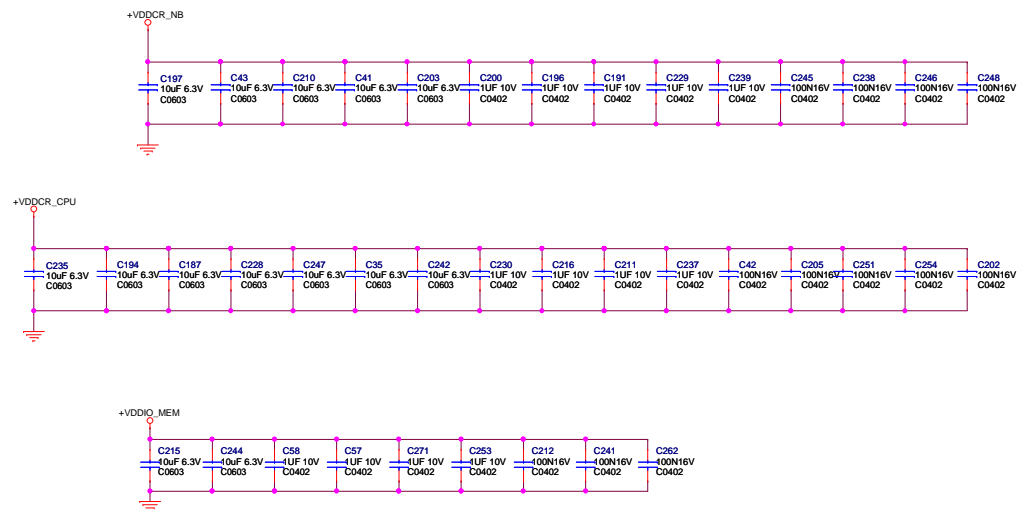 +VDDCR_NB
C197 C43 C210 C41 C203 C200 C196 C191 C229 C239 C245 C238 C246 C248
10uF 6.3V 10uF 6.3V 10uF 6.3V 10uF 6.3V 10uF 6.3V 1UF 10V 1UF 10V 1UF 10V 1UF 10V 1UF 10V 100N16V 100N16V 100N16V 100N16V
C0603 C0603 C0603 C0603 C0603 C0402 C0402 C0402 C0402 C0402 C0402 C0402 C0402 C0402
+VDDCR_CPU
C235 C194 C187 C228 C247 C35 C242 C230 C216 C211 C237 C42 C205 C251 C254 C202
10uF 6.3V 10uF 6.3V 10uF 6.3V 10uF 6.3V 10uF 6.3V 10uF 6.3V 10uF 6.3V 1UF 10V 1UF 10V 1UF 10V 1UF 10V 100N16V 100N16V 100N16V 100N16V 100N16V
C0603 C0603 C0603 C0603 C0603 C0603 C0603 C0402 C0402 C0402 C0402 C0402 C0402 C0402 C0402 C0402
+VDDIO_MEM
C215 C244 C58 C57 C271 C253 C212 C241 C262
10uF 6.3V 10uF 6.3V 1UF 10V 1UF 10V 1UF 10V 1UF 10V 100N16V 100N16V 100N16V
C0603 C0603 C0402 C0402 C0402 C0402 C0402 C0402 C0402